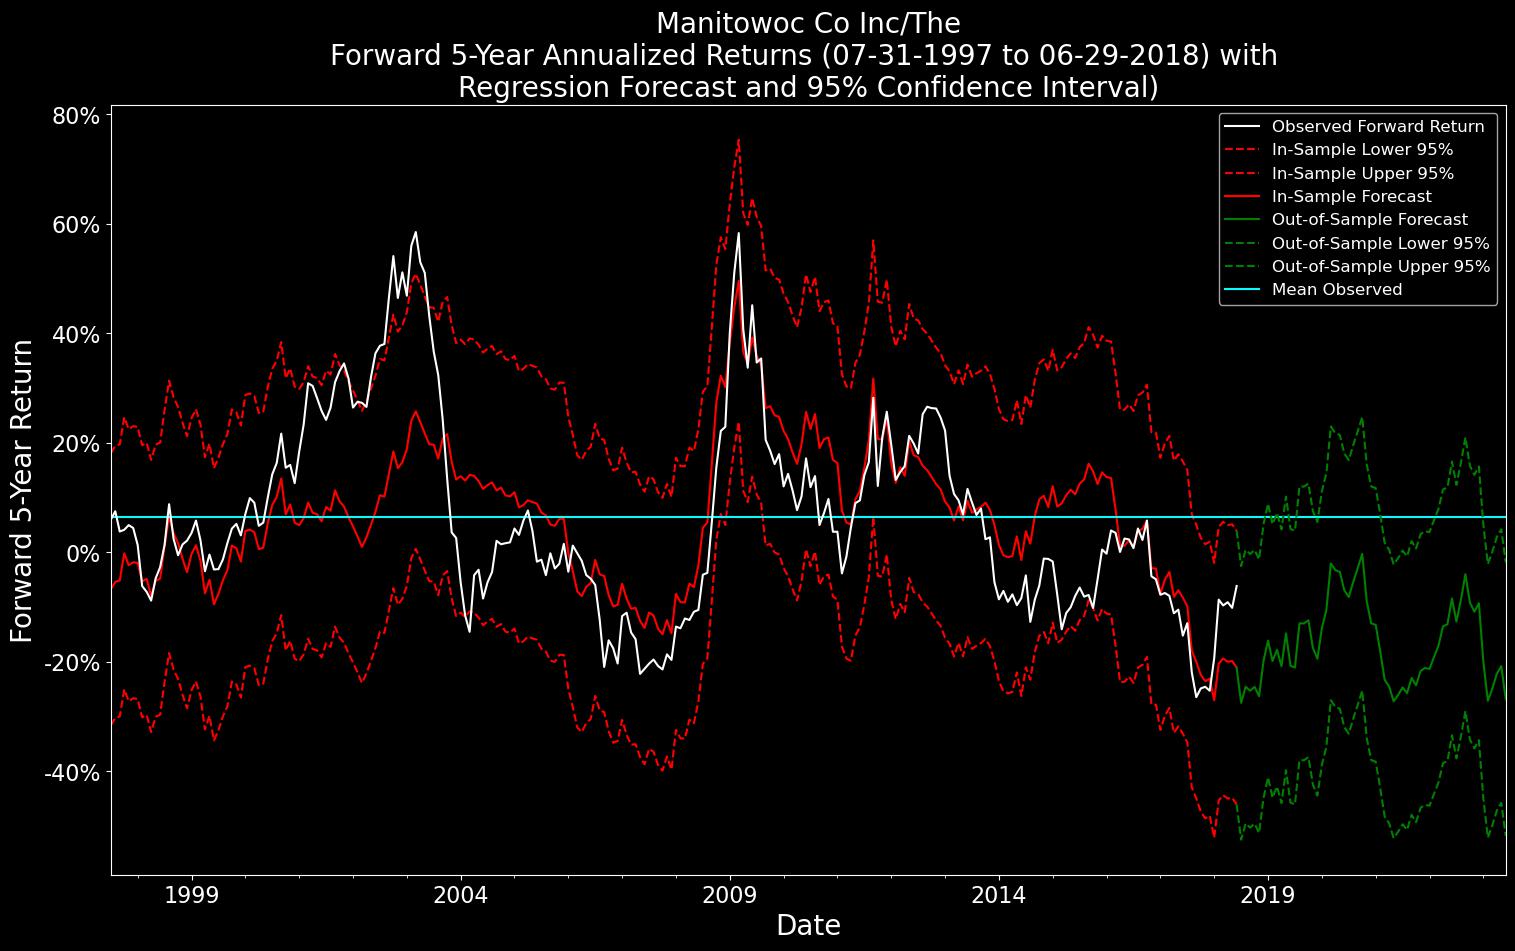 Manitowoc Co Inc/The
Forward 5-Year Annualized Returns (07-31-1997 to 06-29-2018) with
Regression Forecast and 95% Confidence Interval)
80%
60%
40%
20%
0%
-20%
-40%
Forward 5-Year Return
Observed Forward Return
In-Sample Lower 95%
In-Sample Upper 95%
In-Sample Forecast
Out-of-Sample Forecast
Out-of-Sample Lower 95%
Out-of-Sample Upper 95%
Mean Observed
1999 2004 2009 2014 2019
Date